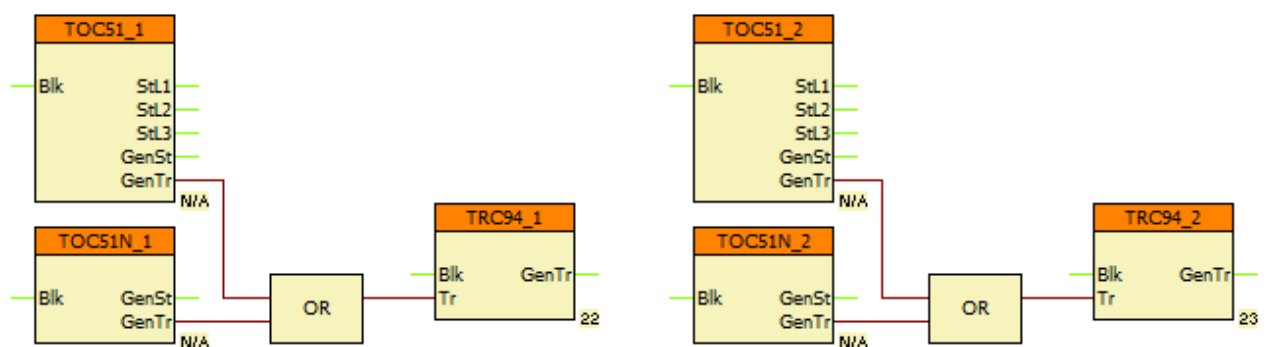 TOC51_1
Blk
StL1
StL2
StL3
GenSt
GenTr
N/A
TOC51N_1
Blk
GenSt
GenTr
N/A
OR
TRC94_1
Blk
GenTr
Tr
22
TOC51_2
Blk
StL1
StL2
StL3
GenSt
GenTr
N/A
TOC51N_2
Blk
GenSt
GenTr
N/A
OR
TRC94_2
Blk
GenTr
Tr
23